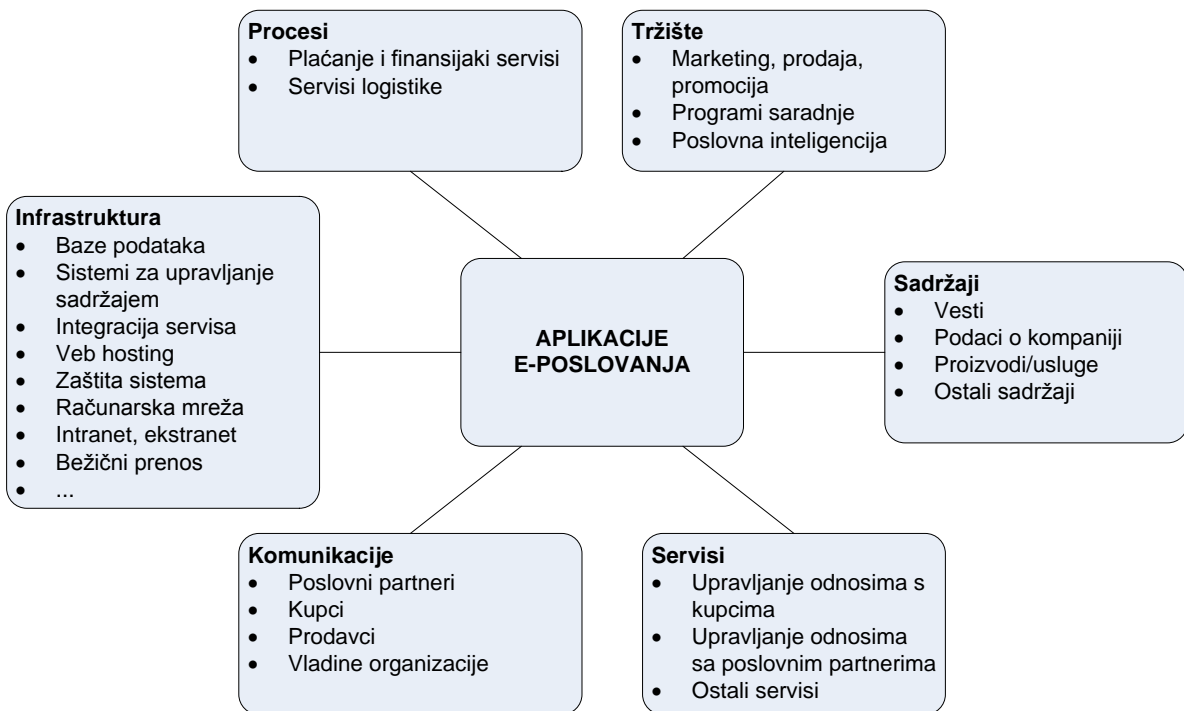 Procesi
• Plaćanje i finansijaki servisi
• Servisi logistike
Tržište
• Marketing, prodaja,
promocija
• Programi saradnje
• Poslovna inteligencija
Infrastruktura
• Baze podataka
• Sistemi za upravljanje
sadržajem
• Integracija servisa
• Veb hosting
• Zaštita sistema
• Računarska mreža
• Intranet, ekstranet
• Bežični prenos
• ...
APLIKACIJE
E-POSLOVANJA
Sadržaji
• Vesti
• Podaci o kompaniji
• Proizvodi/usluge
• Ostali sadržaji
Komunikacije
• Poslovni partneri
• Kupci
• Prodavci
• Vladine organizacije
Servisi
• Upravljanje odnosima s
kupcima
• Upravljanje odnosima
sa poslovnim partnerima
• Ostali servisi